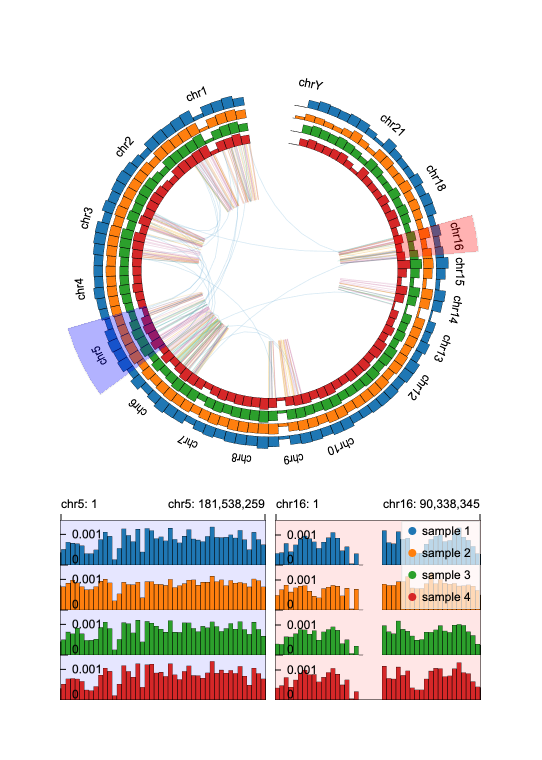 chr1
chrY
chr2
chr21
chr18
chr3
chr16
chr15
chr4
chr14
chr5
chr13
chr6
chr12
chr7
chr10
chr8
chr9
chr5: 1
chr5: 181,538,259
chr16: 1
chr16: 90,338,345
0.001
0
0.001
0
sample 1
0.001
0
0.001
0
sample 2
0.001
0
0.001
0
sample 3
sample 4
0.001
0
0.001
0